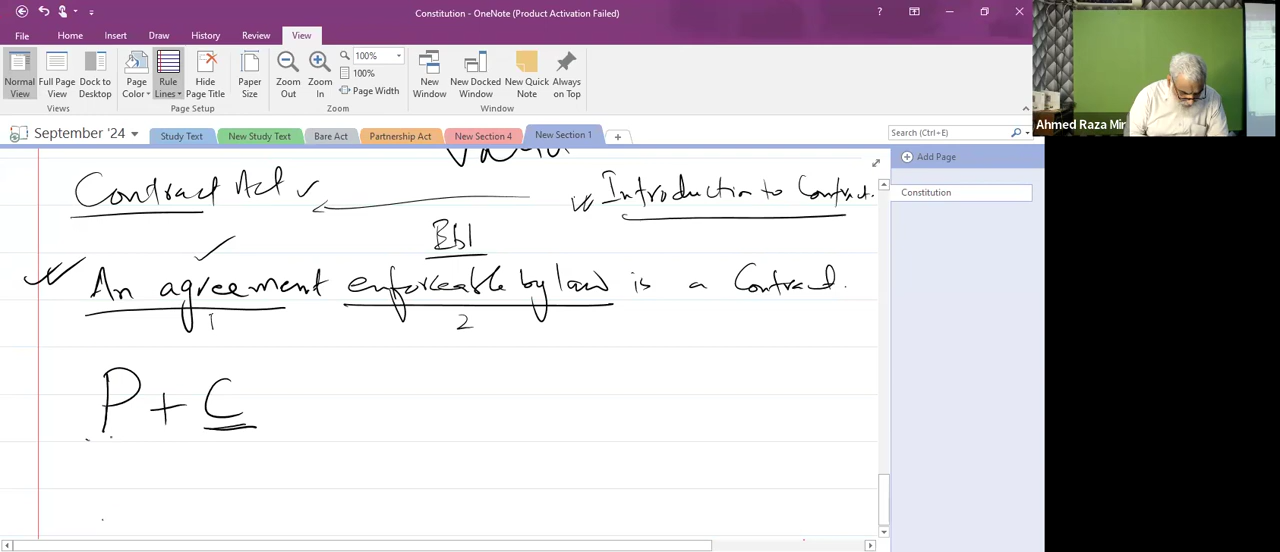 Constitution - OneNote (Product Activation Failed)
File Home Insert Draw History Review View
Normal View
Full Page View
Dock to Desktop
Views
Page Color
Rule Lines
Hide Page Title
Paper Size
Page Setup
Zoom Out
Zoom In
100%
100%
Page Width
Zoom
New Window
New Docked Window
New Quick Note
Always on Top
Window
Ahmed Raza Mir
September '24 Study Text New Study Text Bare Act Partnership Act New Section 4 New Section 1
Search (Ctrl+E)
Add Page
Constitution
Contract Act
Introduction to Contract.
Ebl
An agreement enforceable by law is a Contract.
1 2
P + C